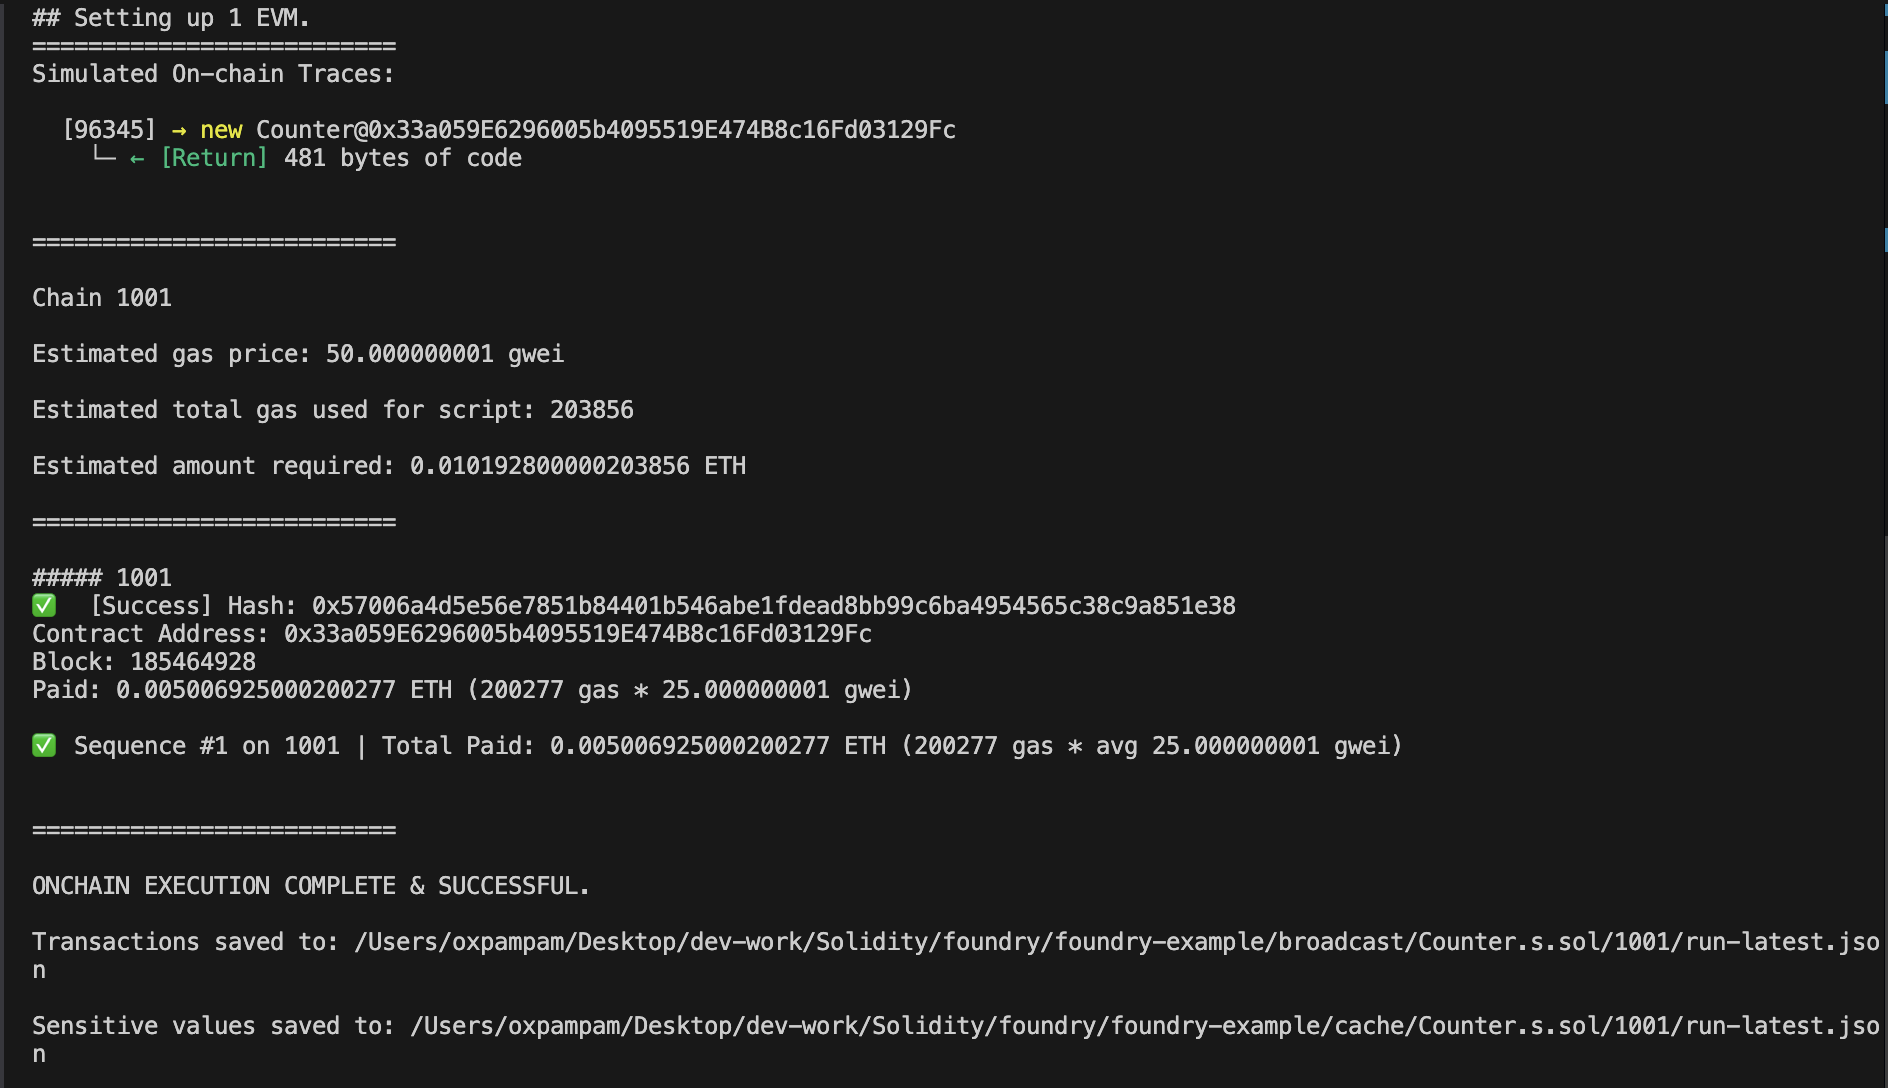 ## Setting up 1 EVM.
==========================
Simulated On-chain Traces:
[96345] → new Counter@0x33a059E6296005b4095519E474B8c16Fd03129Fc
└─ ← [Return] 481 bytes of code
==========================
Chain 1001
Estimated gas price: 50.000000001 gwei
Estimated total gas used for script: 203856
Estimated amount required: 0.010192800000203856 ETH
==========================
##### 1001
✅  [Success] Hash: 0x57006a4d5e56e7851b84401b546abe1fdead8bb99c6ba4954565c38c9a851e38
Contract Address: 0x33a059E6296005b4095519E474B8c16Fd03129Fc
Block: 185464928
Paid: 0.005006925000200277 ETH (200277 gas * 25.000000001 gwei)
✅ Sequence #1 on 1001 | Total Paid: 0.005006925000200277 ETH (200277 gas * avg 25.000000001 gwei)
==========================
ONCHAIN EXECUTION COMPLETE & SUCCESSFUL.
Transactions saved to: /Users/oxpampam/Desktop/dev-work/Solidity/foundry/foundry-example/broadcast/Counter.s.sol/1001/run-latest.jso
n
Sensitive values saved to: /Users/oxpampam/Desktop/dev-work/Solidity/foundry/foundry-example/cache/Counter.s.sol/1001/run-latest.jso
n